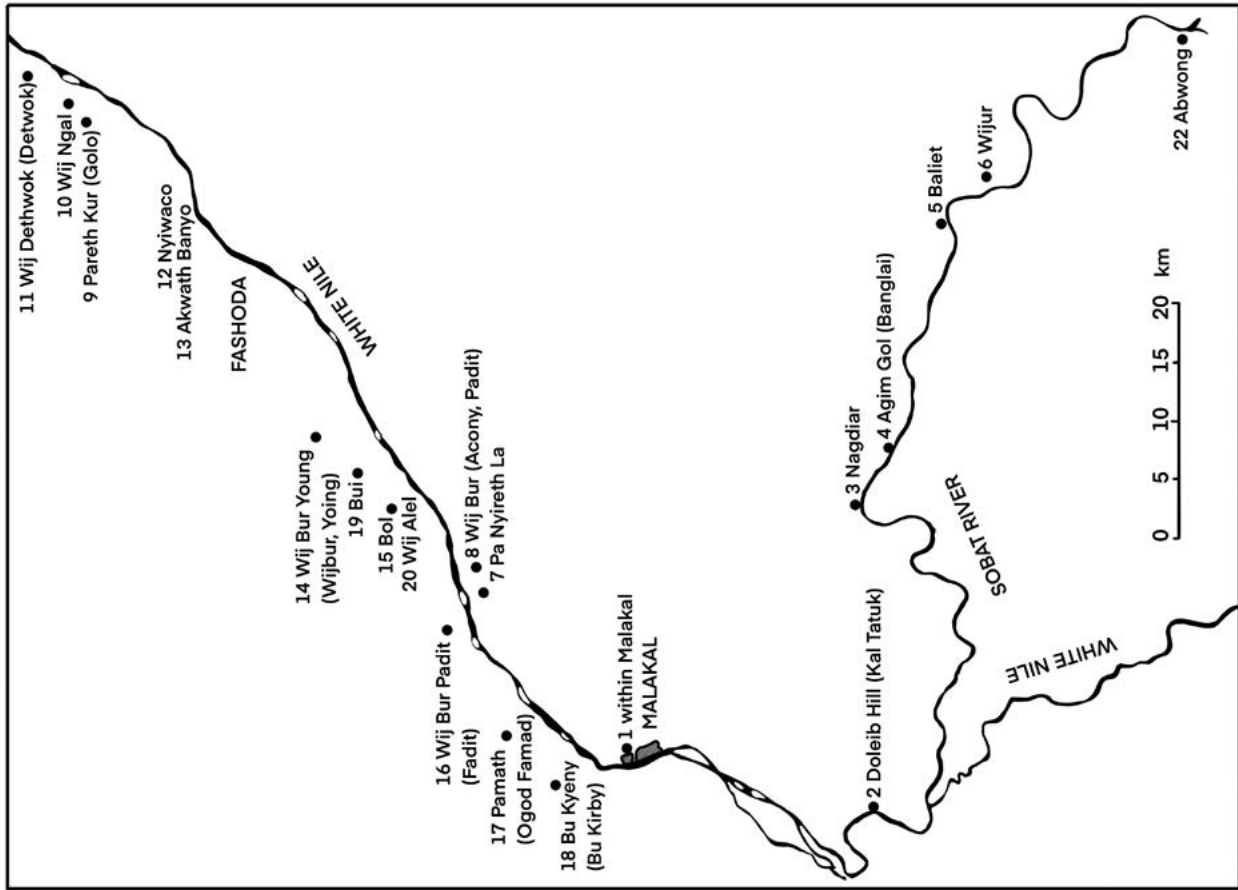 11 Wij Dethwok (Detwok)
10 Wij Ngal
9 Pareth Kur (Golo)
12 Nyiwaco
13 Akwath Banyo
FASHODA
WHITE NILE
14 Wij Bur Young
(Wijbur, Yoing)
19 Bui
15 Bol
20 Wij Alel
8 Wij Bur (Acony, Padit)
7 Pa Nyireth La
16 Wij Bur Padit
(Fadit)
17 Pamath
(Ogod Famad)
18 Bu Kyeny
(Bu Kirby)
1 within Malakal
MALAKAL
2 Doleib Hill (Kal Tatuk)
3 Nagdiar
4 Agim Gol (Banglai)
5 Baliet
6 Wijur
22 Abwong
SOBAT RIVER
WHITE NILE
0 5 10 15 20 km